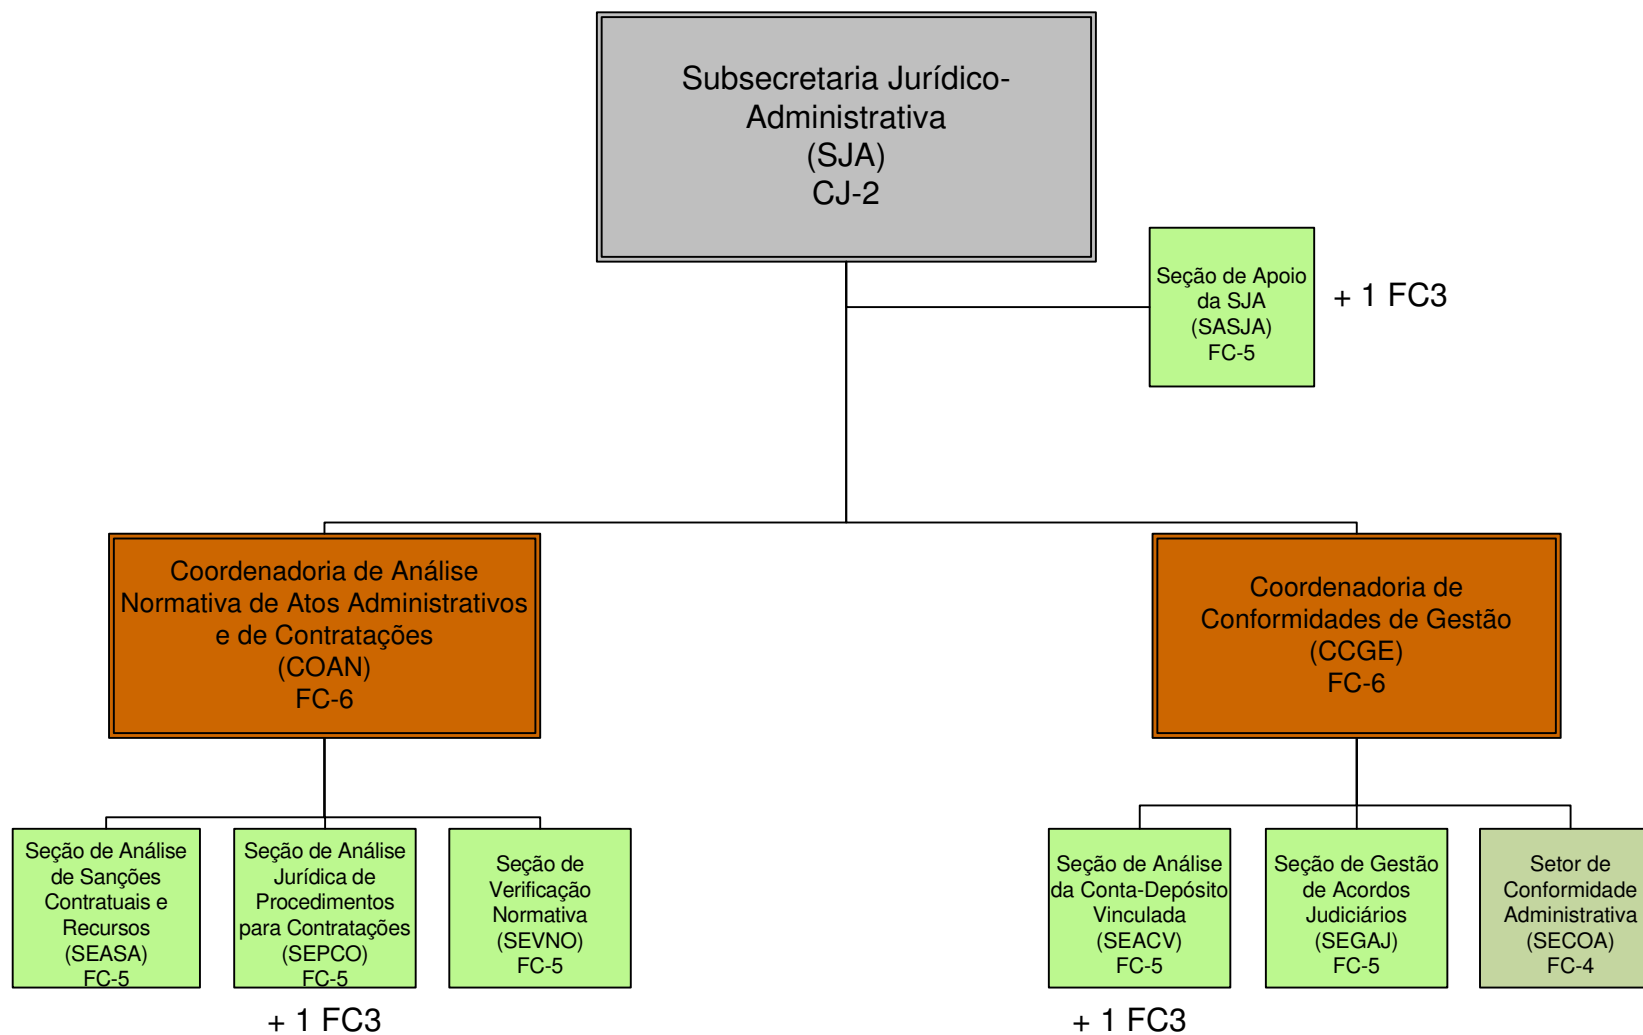 Subsecretaria Jurídico-
Administrativa
(SJA)
CJ-2
Seção de Apoio
da SJA
(SASJA)
FC-5
+ 1 FC3
Coordenadoria de Análise
Normativa de Atos Administrativos
e de Contratações
(COAN)
FC-6
Coordenadoria de
Conformidades de Gestão
(CCGE)
FC-6
Seção de Análise
de Sanções
Contratuais e
Recursos
(SEASA)
FC-5
Seção de Análise
Jurídica de
Procedimentos
para Contratações
(SEPCO)
FC-5
+ 1 FC3
Seção de
Verificação
Normativa
(SEVNO)
FC-5
Seção de Análise
da Conta-Depósito
Vinculada
(SEACV)
FC-5
+ 1 FC3
Seção de Gestão
de Acordos
Judiciários
(SEGAJ)
FC-5
Setor de
Conformidade
Administrativa
(SECOA)
FC-4